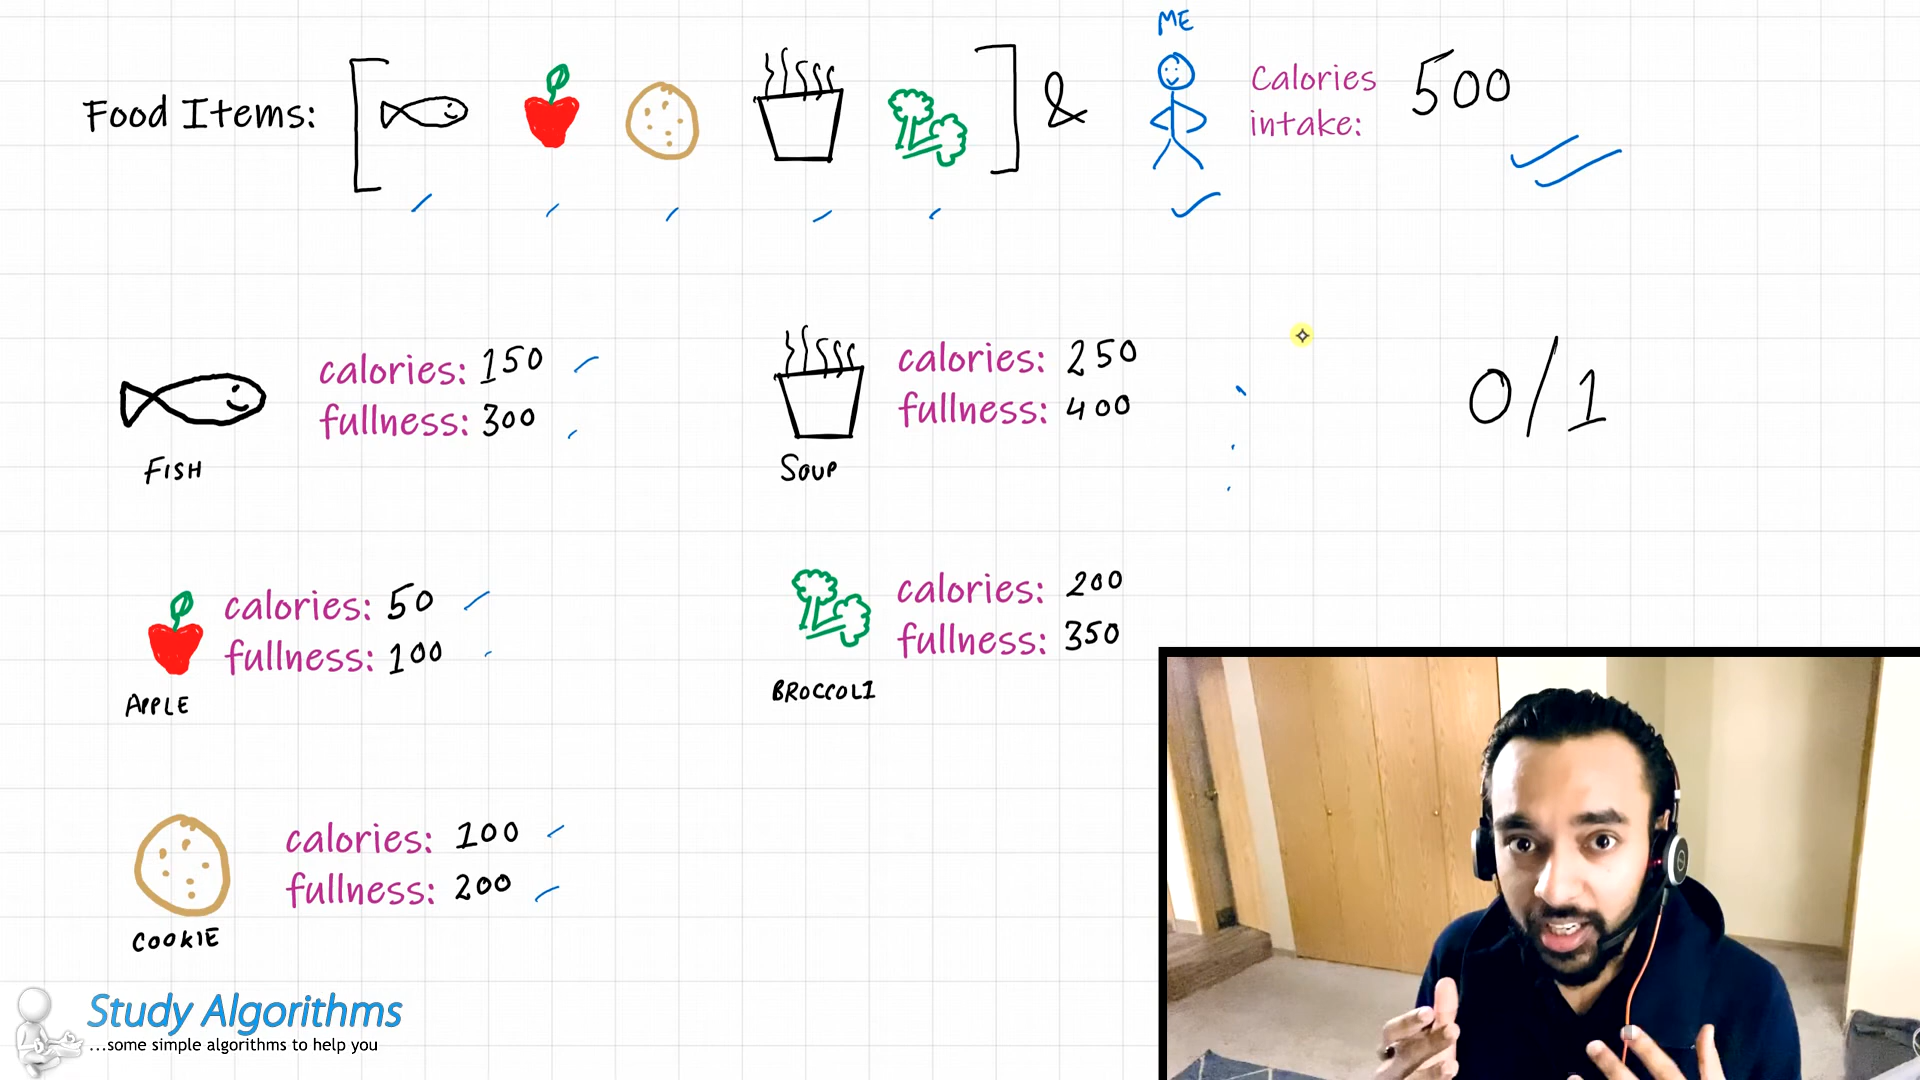 ME
Food Items: [ ] & Calories intake: 500
calories: 150
fullness: 300
FISH
calories: 250
fullness: 400
SOUP
0/1
calories: 50
fullness: 100
APPLE
calories: 200
fullness: 350
BROCCOLI
calories: 100
fullness: 200
COOKIE
Study Algorithms
...some simple algorithms to help you